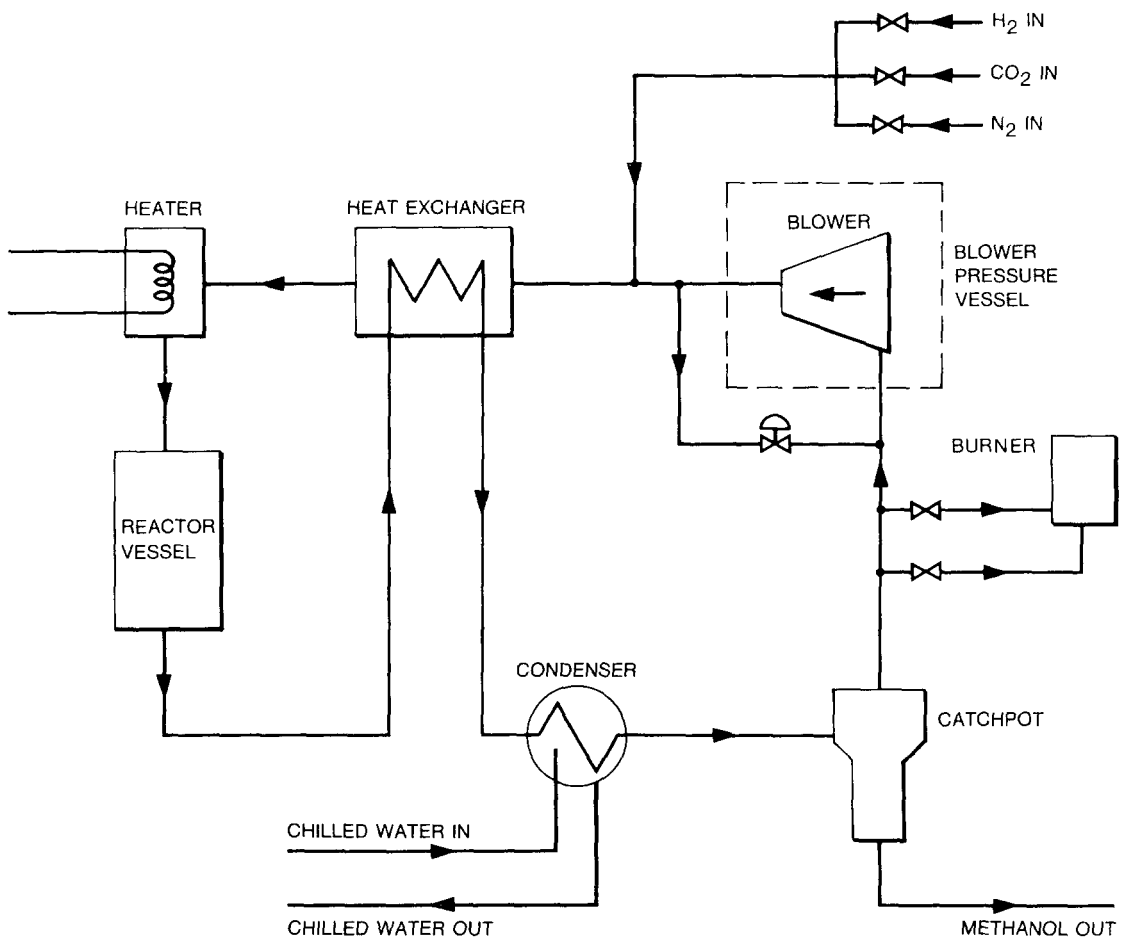 H2 IN
CO2 IN
N2 IN
HEATER
HEAT EXCHANGER
BLOWER
BLOWER
PRESSURE
VESSEL
BURNER
REACTOR
VESSEL
CONDENSER
CATCHPOT
CHILLED WATER IN
CHILLED WATER OUT
METHANOL OUT